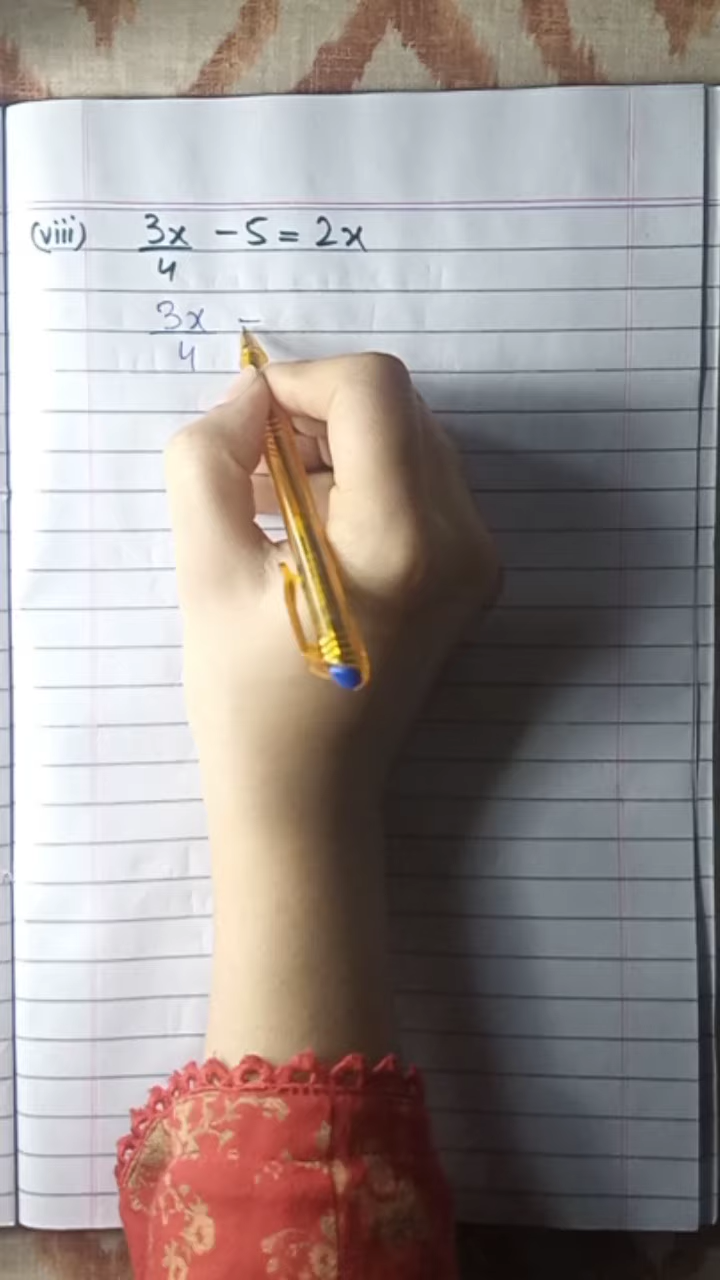 (viii) 3x/4 - 5 = 2x
3x/4 -